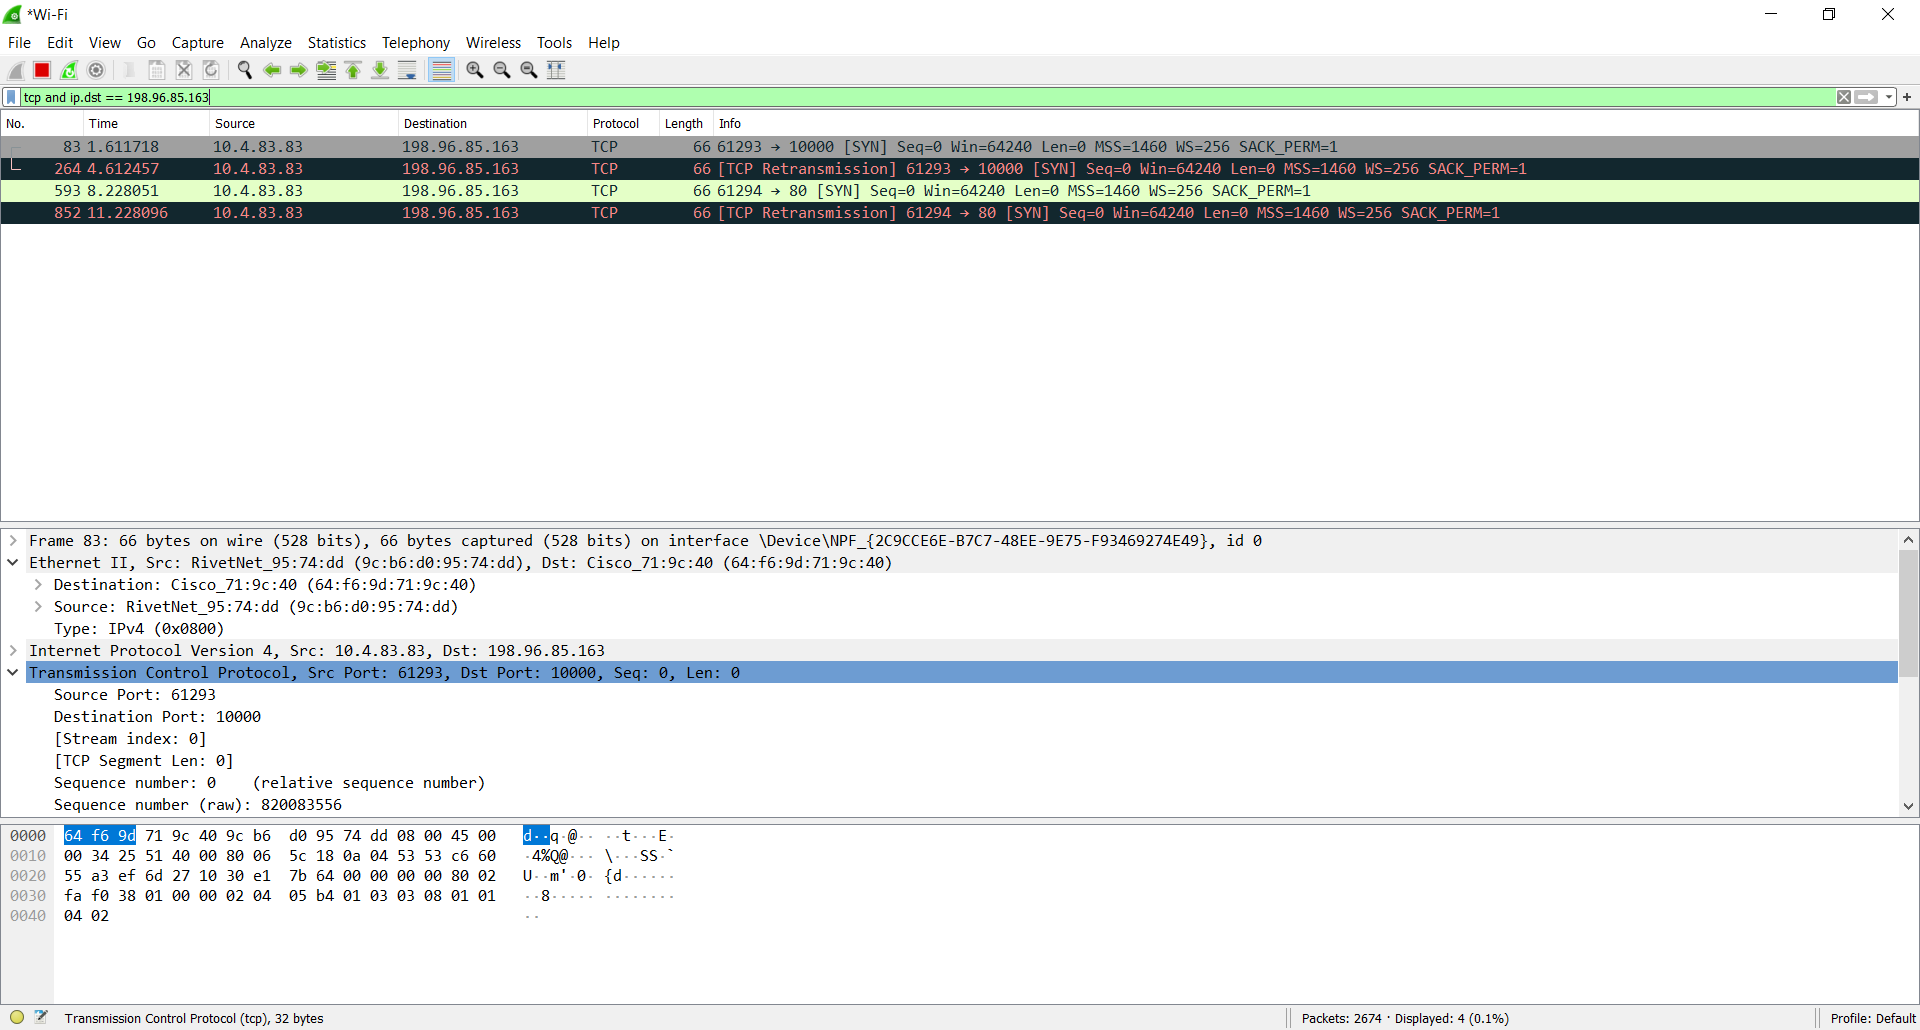 *Wi-Fi
File Edit View Go Capture Analyze Statistics Telephony Wireless Tools Help
tcp and ip.dst == 198.96.85.163
No. Time Source Destination Protocol Length Info
83 1.611718 10.4.83.83 198.96.85.163 TCP 66 61293 → 10000 [SYN] Seq=0 Win=64240 Len=0 MSS=1460 WS=256 SACK_PERM=1
264 4.612457 10.4.83.83 198.96.85.163 TCP 66 [TCP Retransmission] 61293 → 10000 [SYN] Seq=0 Win=64240 Len=0 MSS=1460 WS=256 SACK_PERM=1
593 8.228051 10.4.83.83 198.96.85.163 TCP 66 61294 → 80 [SYN] Seq=0 Win=64240 Len=0 MSS=1460 WS=256 SACK_PERM=1
852 11.228096 10.4.83.83 198.96.85.163 TCP 66 [TCP Retransmission] 61294 → 80 [SYN] Seq=0 Win=64240 Len=0 MSS=1460 WS=256 SACK_PERM=1
Frame 83: 66 bytes on wire (528 bits), 66 bytes captured (528 bits) on interface \Device\NPF_{2C9CCE6E-B7C7-48EE-9E75-F93469274E49}, id 0
Ethernet II, Src: RivetNet_95:74:dd (9c:b6:d0:95:74:dd), Dst: Cisco_71:9c:40 (64:f6:9d:71:9c:40)
Destination: Cisco_71:9c:40 (64:f6:9d:71:9c:40)
Source: RivetNet_95:74:dd (9c:b6:d0:95:74:dd)
Type: IPv4 (0x0800)
Internet Protocol Version 4, Src: 10.4.83.83, Dst: 198.96.85.163
Transmission Control Protocol, Src Port: 61293, Dst Port: 10000, Seq: 0, Len: 0
Source Port: 61293
Destination Port: 10000
[Stream index: 0]
[TCP Segment Len: 0]
Sequence number: 0 (relative sequence number)
Sequence number (raw): 820083556
0000 64 f6 9d 71 9c 40 9c b6 d0 95 74 dd 08 00 45 00 d··q·@·· ··t···E·
0010 00 34 25 51 40 00 80 06 5c 18 0a 04 53 53 c6 60 ·4%Q@··· \···SS·`
0020 55 a3 ef 6d 27 10 30 e1 7b 64 00 00 00 00 80 02 U··m'·0· {d······
0030 fa f0 38 01 00 00 02 04 05 b4 01 03 03 08 01 01 ··8····· ········
0040 04 02 ··
Transmission Control Protocol (tcp), 32 bytes
Packets: 2674 · Displayed: 4 (0.1%)
Profile: Default